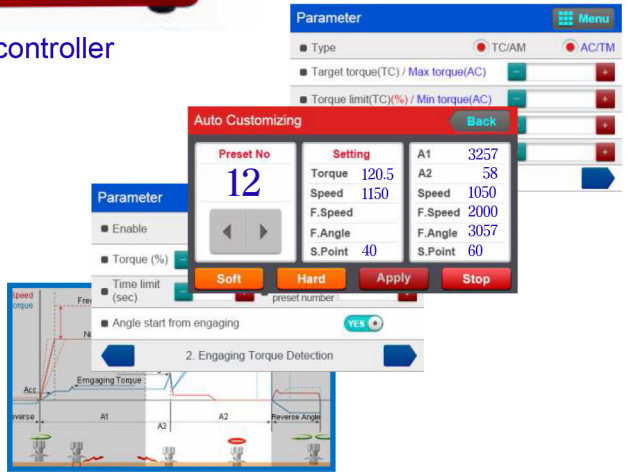 controller
Parameter
Menu
Type TC/AM AC/TM
Target torque(TC) / Max torque(AC) - +
Torque limit(TC)(%) / Min torque(AC) - +
+
+
Auto Customizing Back
Preset No
12
Setting
Torque 120.5
Speed 1150
F.Speed
F.Angle
S.Point 40
A1 3257
A2 58
Speed 1050
F.Speed 2000
F.Angle 3057
S.Point 60
Soft Hard Apply Stop
Parameter
Enable
Torque (%) -
Time limit
(sec)
preset number
Angle start from engaging YES
2. Engaging Torque Detection
Speed
Acc.
Emgaging Torque
A1 A2 Reverse Angle
A3